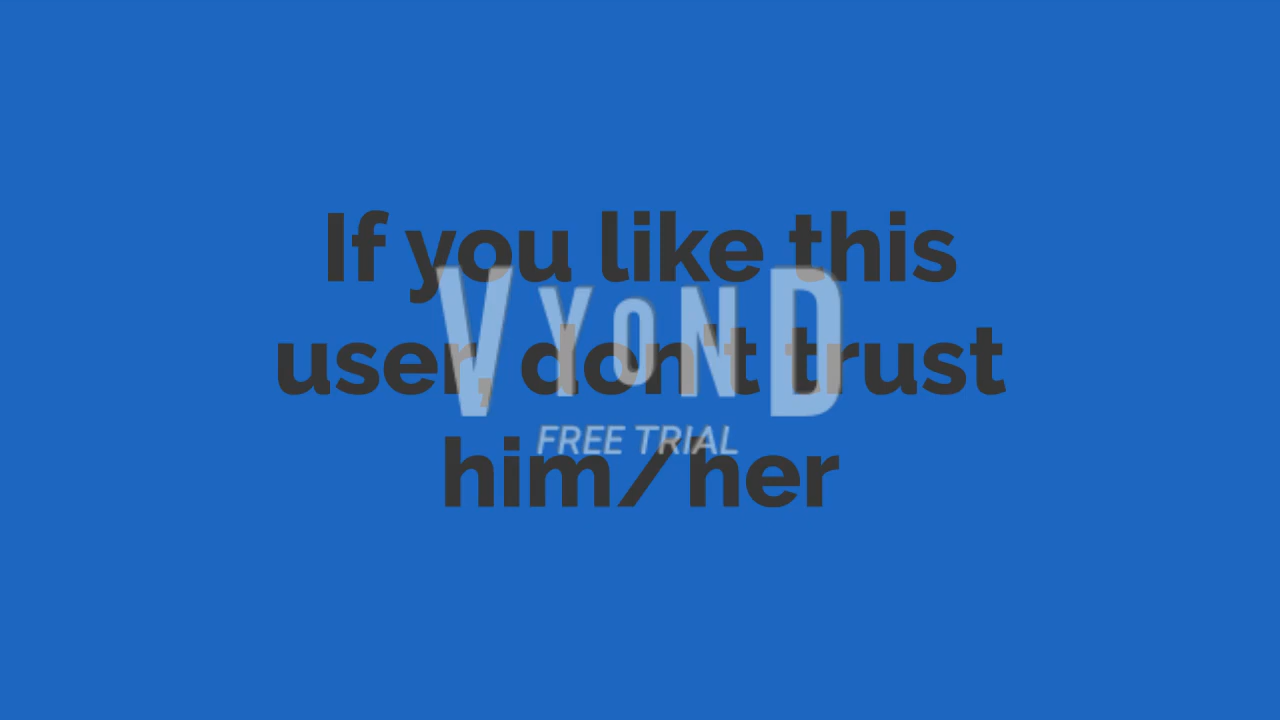 If you like this
user, don't trust
him/her
VYOND
FREE TRIAL